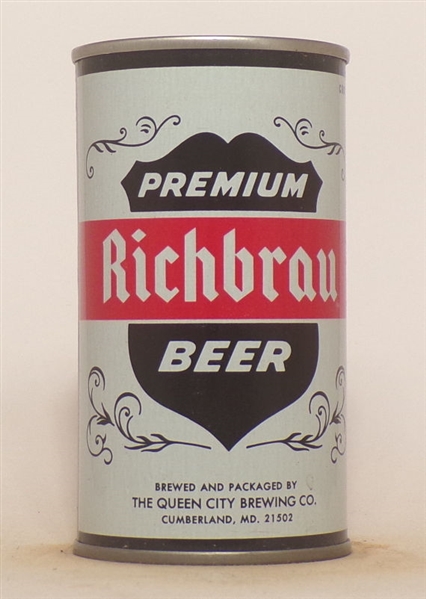 PREMIUM
Richbrau
BEER
BREWED AND PACKAGED BY
THE QUEEN CITY BREWING CO.
CUMBERLAND, MD. 21502